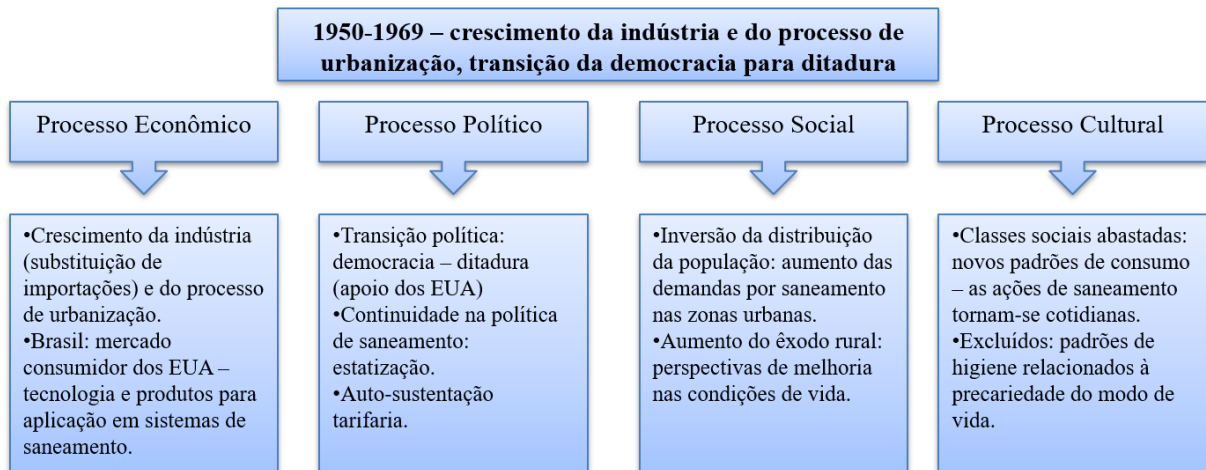 1950-1969 – crescimento da indústria e do processo de
urbanização, transição da democracia para ditadura
Processo Econômico
Processo Político
Processo Social
Processo Cultural
•Crescimento da indústria
(substituição de
importações) e do processo
de urbanização.
•Brasil: mercado
consumidor dos EUA –
tecnologia e produtos para
aplicação em sistemas de
saneamento.
•Transição política:
democracia – ditadura
(apoio dos EUA)
•Continuidade na política
de saneamento:
estatização.
•Auto-sustentação
tarifaria.
•Inversão da distribuição
da população: aumento das
demandas por saneamento
nas zonas urbanas.
•Aumento do êxodo rural:
perspectivas de melhoria
nas condições de vida.
•Classes sociais abastadas:
novos padrões de consumo
– as ações de saneamento
tornam-se cotidianas.
•Excluídos: padrões de
higiene relacionados à
precariedade do modo de
vida.